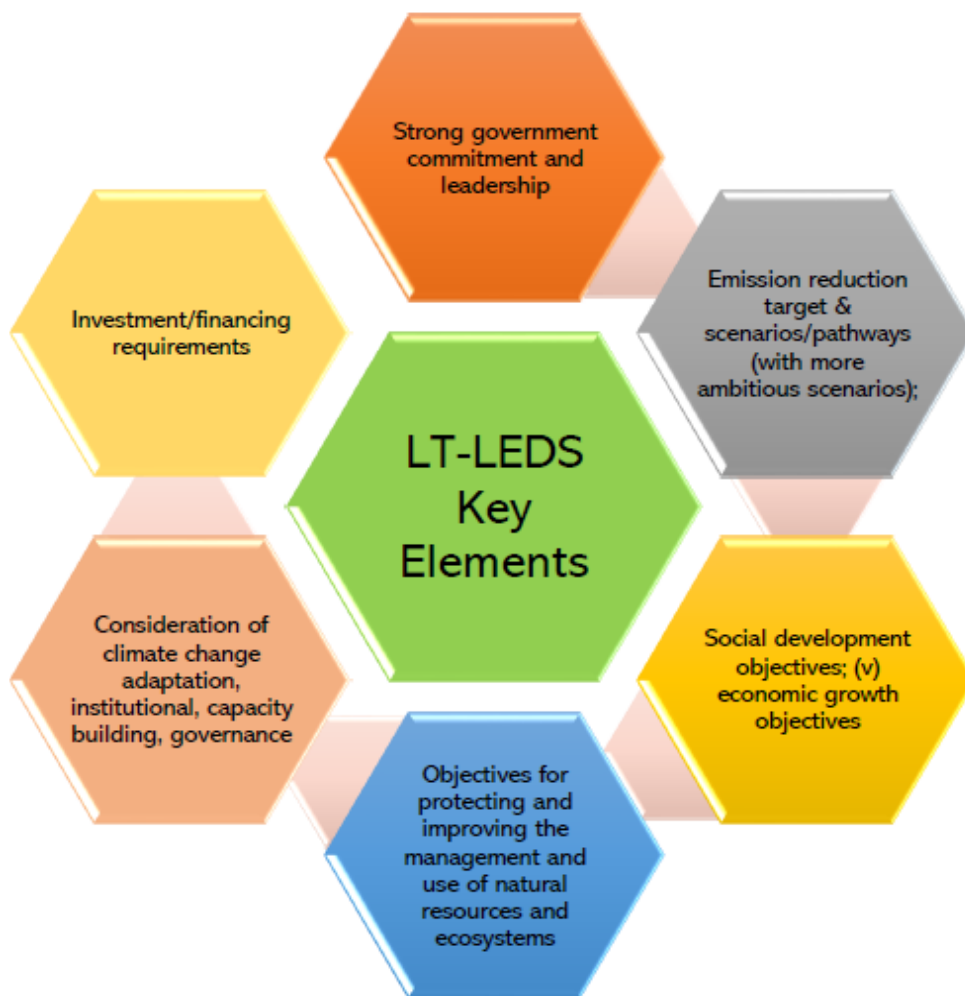 Strong government
commitment and
leadership
Emission reduction
target &
scenarios/pathways
(with more
ambitious scenarios);
Social development
objectives; (v)
economic growth
objectives
Objectives for
protecting and
improving the
management and
use of natural
resources and
ecosystems
Consideration of
climate change
adaptation,
institutional, capacity
building, governance
Investment/financing
requirements
LT-LEDS
Key
Elements